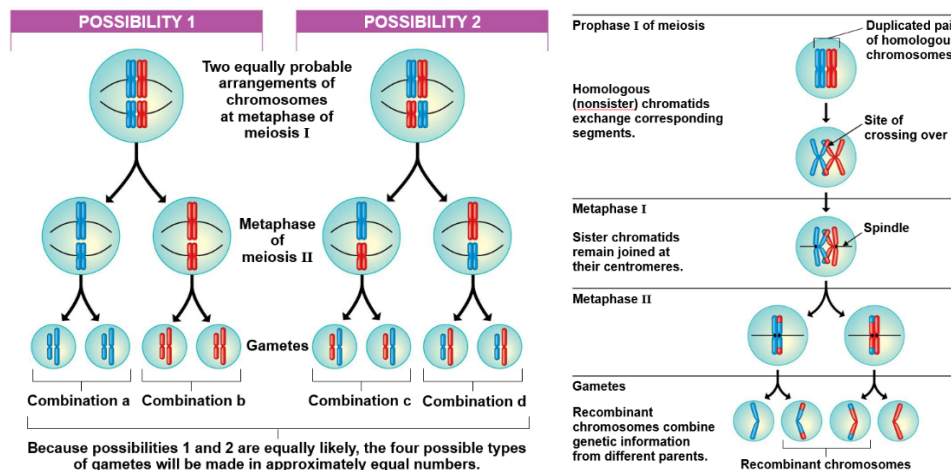 POSSIBILITY 1
POSSIBILITY 2
Two equally probable
arrangements of
chromosomes
at metaphase of
meiosis I
Metaphase
of
meiosis II
Gametes
Combination a
Combination b
Combination c
Combination d
Because possibilities 1 and 2 are equally likely, the four possible types
of gametes will be made in approximately equal numbers.
Prophase I of meiosis
Duplicated pai
of homologous
chromosomes
Homologous
(nonsister) chromatids
exchange corresponding
segments.
Site of
crossing over
Metaphase I
Sister chromatids
remain joined at
their centromeres.
Spindle
Metaphase II
Gametes
Recombinant
chromosomes combine
genetic information
from different parents.
Recombinant chromosomes